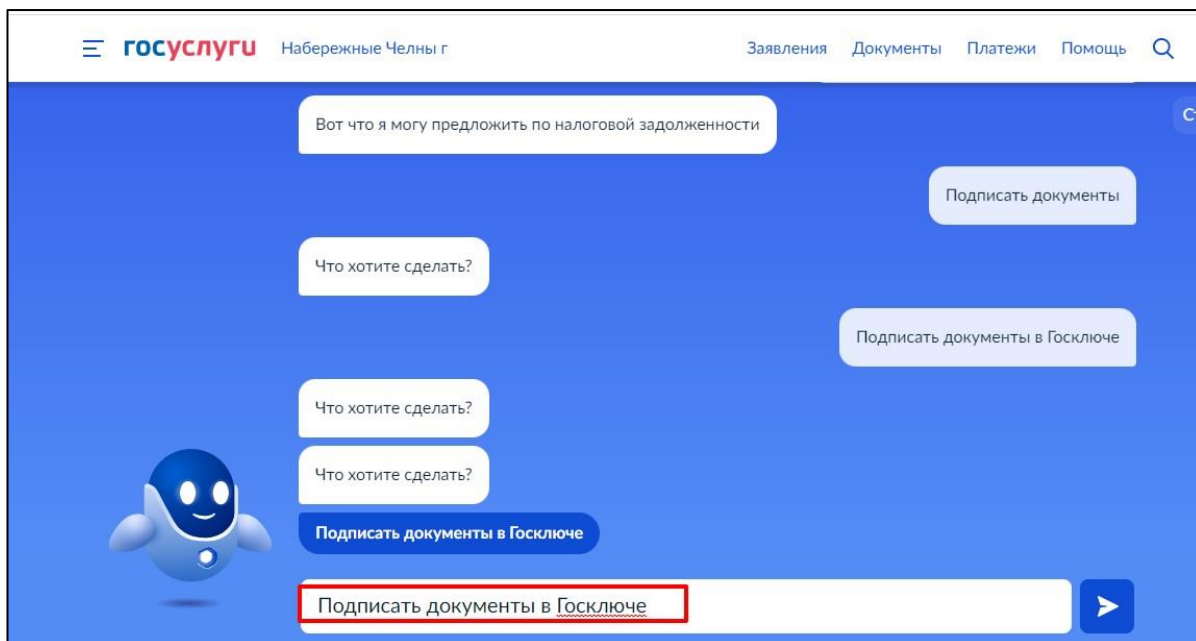 госуслуги Набережные Челны г Заявления Документы Платежи Помощь
Вот что я могу предложить по налоговой задолженности
Подписать документы
Что хотите сделать?
Подписать документы в Госключе
Что хотите сделать?
Что хотите сделать?
Подписать документы в Госключе
Подписать документы в Госключе